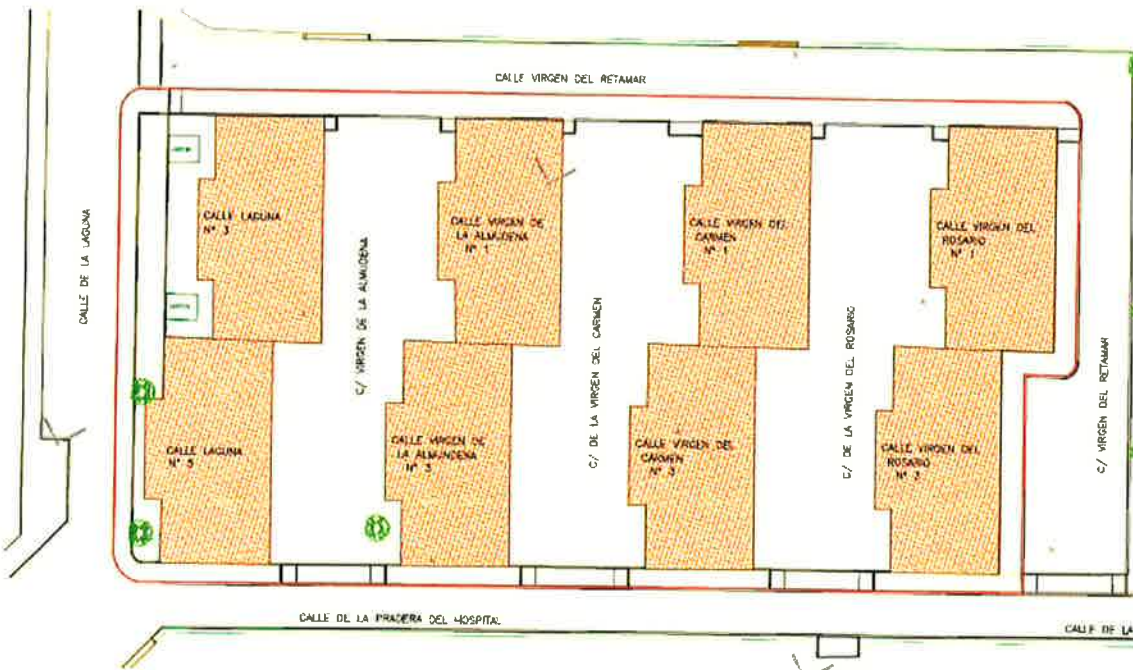 CALLE VIRGEN DEL RETAMAR
CALLE DE LA LAGUNA
CALLE LAGUNA
Nº 3
C/ VIRGEN DE LA ALMUDENA
CALLE VIRGEN DE
LA ALMUDENA
Nº 1
C/ DE LA VIRGEN DEL CARMEN
CALLE VIRGEN DEL
CARMEN
Nº 1
C/ DE LA VIRGEN DEL ROSARIO
CALLE VIRGEN DEL
ROSARIO
Nº 1
C/ VIRGEN DEL RETAMAR
CALLE LAGUNA
Nº 5
CALLE VIRGEN DE
LA ALMUNDENA
Nº 3
CALLE VIRGEN DEL
CARMEN
Nº 3
CALLE VIRGEN DEL
ROSARIO
Nº 3
CALLE DE LA PRADERA DEL HOSPITAL
CALLE DE LA